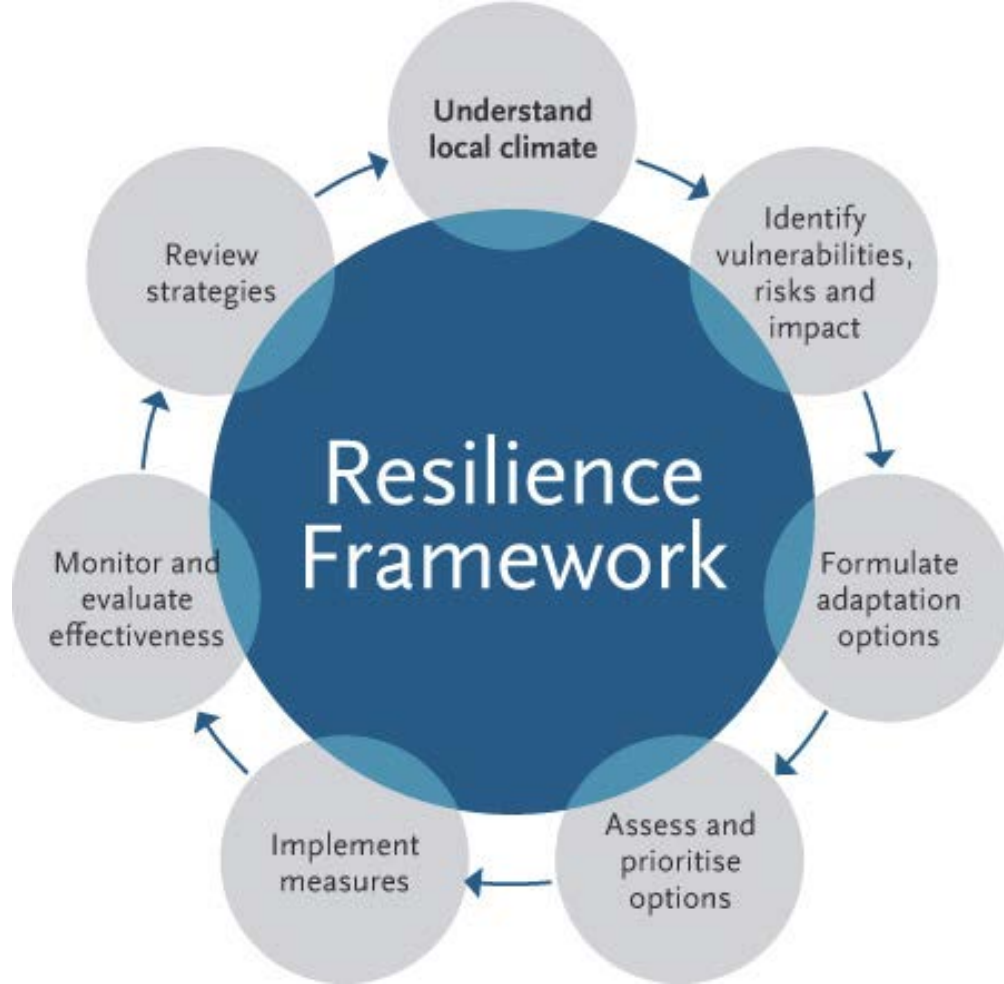 Understand
local climate
Identify
vulnerabilities,
risks and
impact
Formulate
adaptation
options
Assess and
prioritise
options
Implement
measures
Monitor and
evaluate
effectiveness
Review
strategies
Resilience
Framework